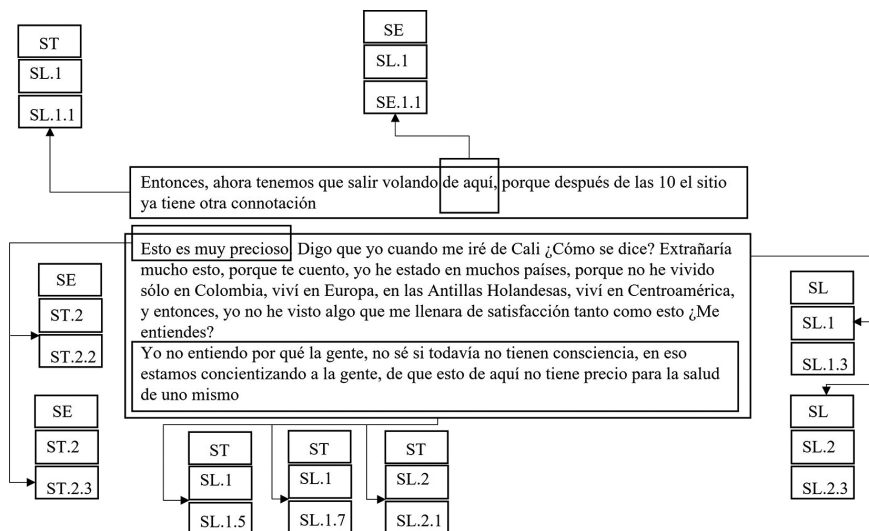 ST
SL.1
SL.1.1
SE
SL.1
SE.1.1
Entonces, ahora tenemos que salir volando de aquí, porque después de las 10 el sitio
ya tiene otra connotación
Esto es muy precioso Digo que yo cuando me iré de Cali ¿Cómo se dice? Extrañaría
mucho esto, porque te cuento, yo he estado en muchos países, porque no he vivido
sólo en Colombia, viví en Europa, en las Antillas Holandesas, viví en Centroamérica,
y entonces, yo no he visto algo que me llenara de satisfacción tanto como esto ¿Me
entiendes?
Yo no entiendo por qué la gente, no sé si todavía no tienen consciencia, en eso
estamos concientizando a la gente, de que esto de aquí no tiene precio para la salud
de uno mismo
SE
ST.2
ST.2.2
SE
ST.2
ST.2.3
SL
SL.1
SL.1.3
SL
SL.2
SL.2.3
ST
SL.1
SL.1.5
ST
SL.1
SL.1.7
ST
SL.2
SL.2.1